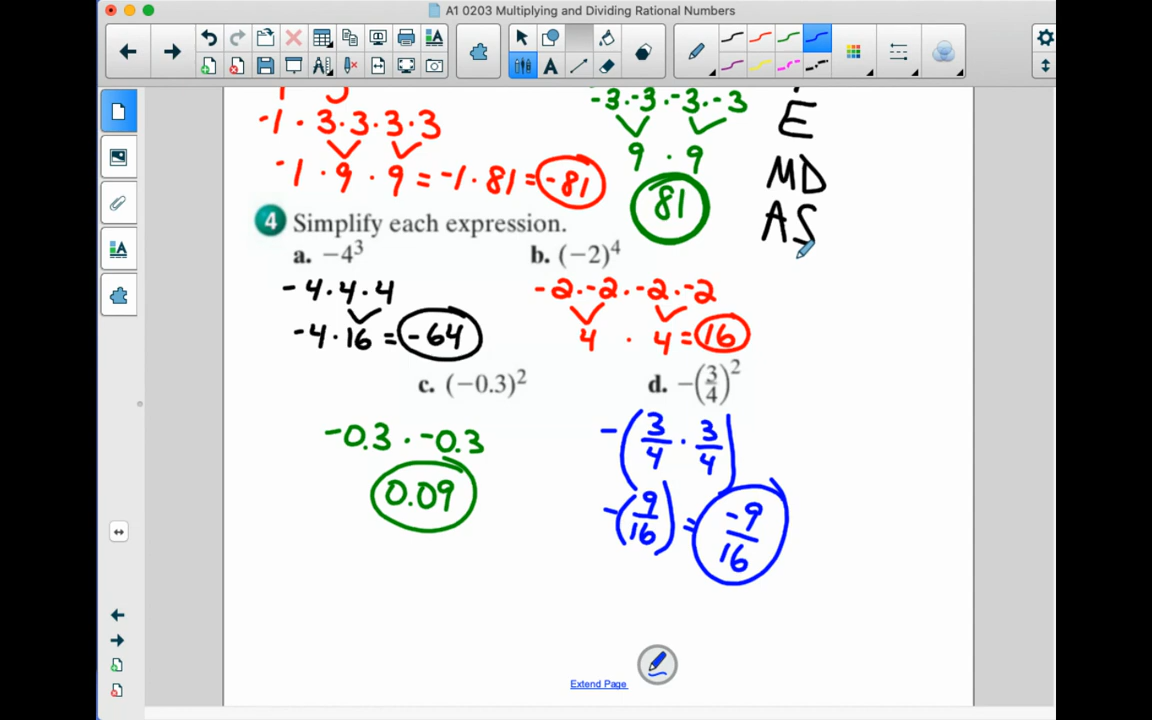 A1 0203 Multiplying and Dividing Rational Numbers
-1 · 3·3·3·3
-1 · 9 · 9 = -1 · 81 = -81
-3·-3·-3·-3
9 · 9
81
E
MD
AS
4 Simplify each expression.
a. −4³ b. (−2)⁴
-4·4·4
-4·16 = -64
-2·-2·-2·-2
4 · 4 = 16
c. (−0.3)² d. −(3/4)²
-0.3 · -0.3
0.09
-(3/4 · 3/4)
-(9/16) = -9/16
Extend Page